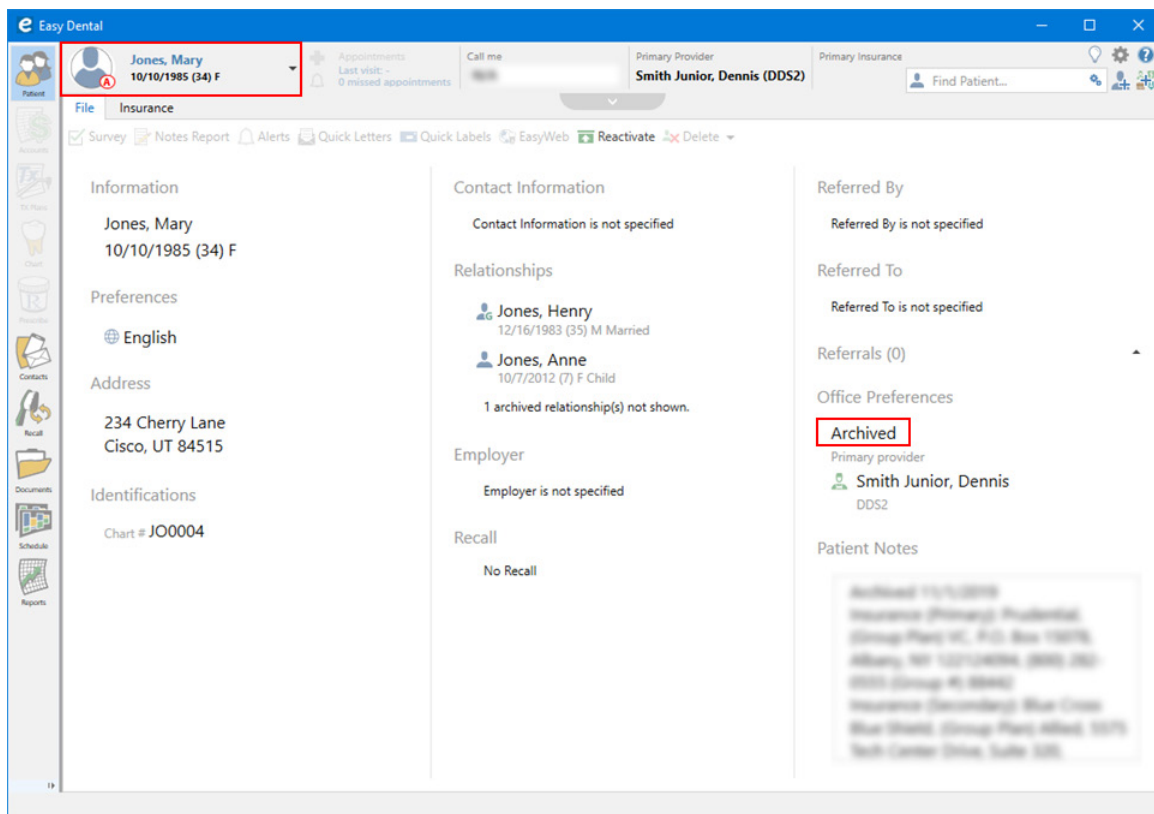 Easy Dental
Patient
Accounts
TX Plans
Chart
Prescribe
Contacts
Recall
Documents
Schedule
Reports
Jones, Mary
10/10/1985 (34) F
A
Appointments
Last visit: -
0 missed appointments
Call me
N/A
Primary Provider
Smith Junior, Dennis (DDS2)
Primary Insurance
Find Patient...
File Insurance
Survey Notes Report Alerts Quick Letters Quick Labels EasyWeb Reactivate Delete
Information
Jones, Mary
10/10/1985 (34) F
Preferences
English
Address
234 Cherry Lane
Cisco, UT 84515
Identifications
Chart # JO0004
Contact Information
Contact Information is not specified
Relationships
Jones, Henry
12/16/1983 (35) M Married
Jones, Anne
10/7/2012 (7) F Child
1 archived relationship(s) not shown.
Employer
Employer is not specified
Recall
No Recall
Referred By
Referred By is not specified
Referred To
Referred To is not specified
Referrals (0)
Office Preferences
Archived
Primary provider
Smith Junior, Dennis
DDS2
Patient Notes